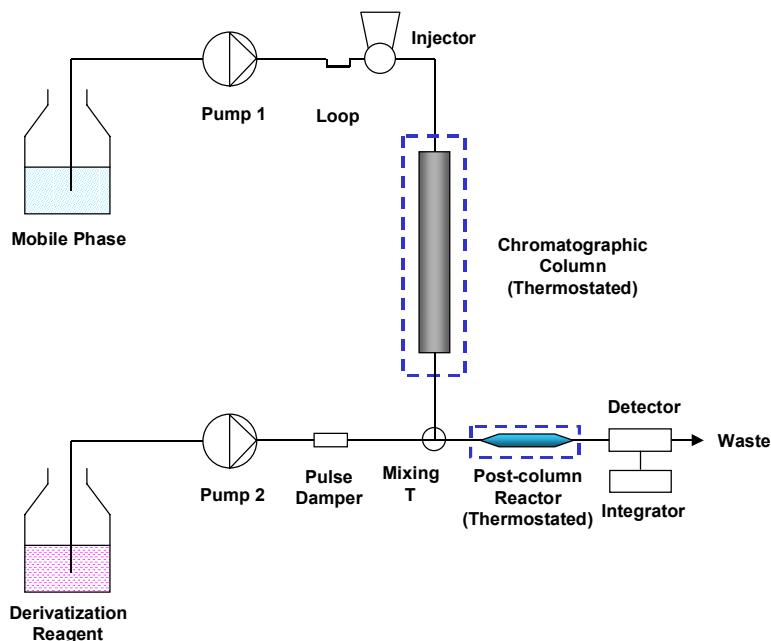 Injector
Pump 1
Loop
Mobile Phase
Chromatographic
Column
(Thermostated)
Detector
Waste
Pump 2
Pulse
Damper
Mixing
T
Post-column
Reactor
(Thermostated)
Integrator
Derivatization
Reagent